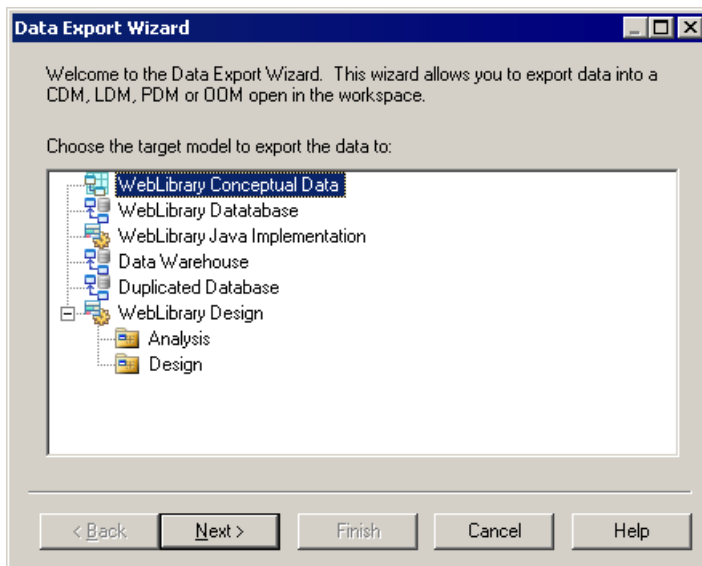 Data Export Wizard
Welcome to the Data Export Wizard. This wizard allows you to export data into a
CDM, LDM, PDM or OOM open in the workspace.
Choose the target model to export the data to:
WebLibrary Conceptual Data
WebLibrary Datatabase
WebLibrary Java Implementation
Data Warehouse
Duplicated Database
WebLibrary Design
Analysis
Design
< Back Next > Finish Cancel Help